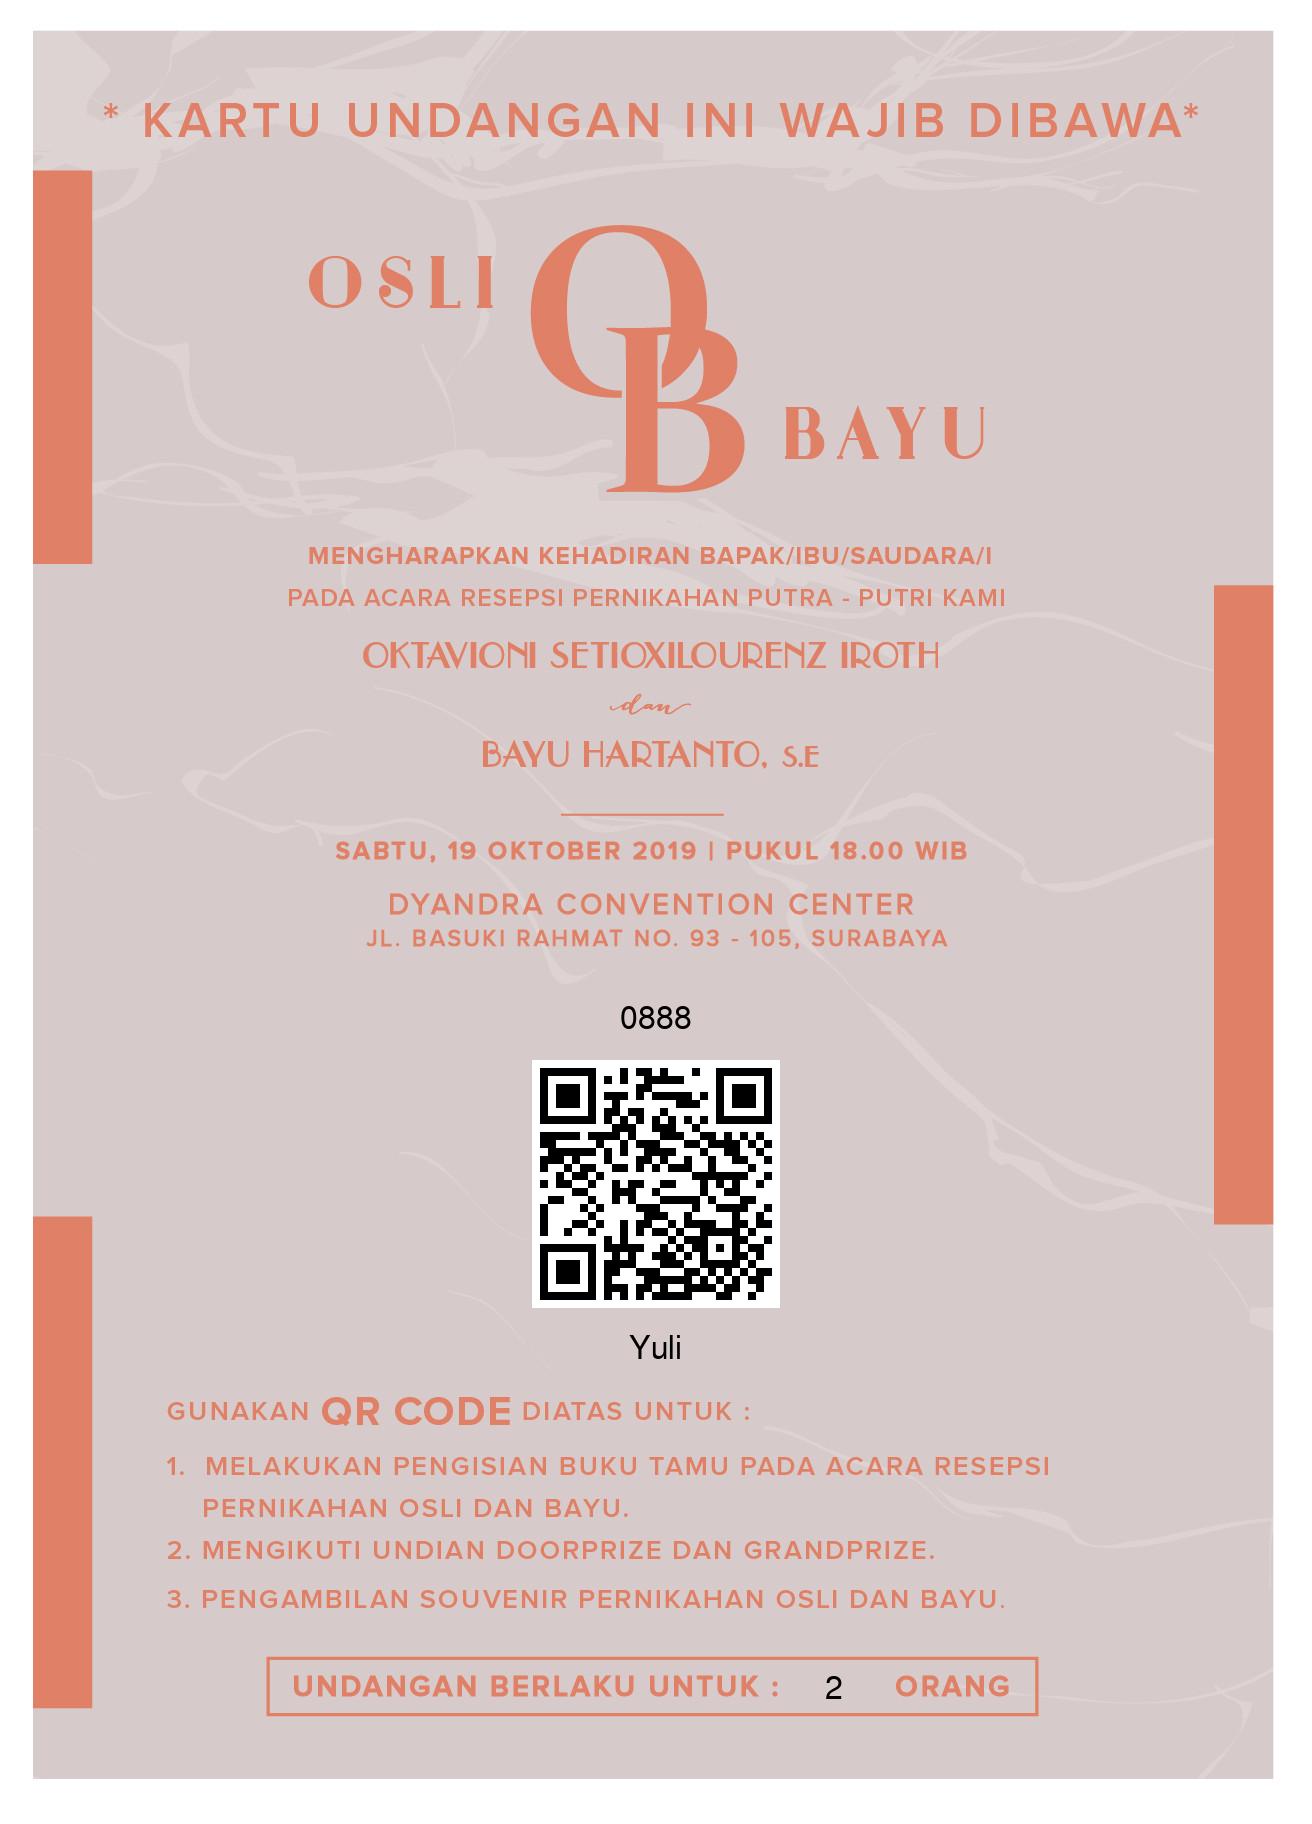 * KARTU UNDANGAN INI WAJIB DIBAWA*
OSLI
OB
BAYU
MENGHARAPKAN KEHADIRAN BAPAK/IBU/SAUDARA/I
PADA ACARA RESEPSI PERNIKAHAN PUTRA - PUTRI KAMI
OKTAVIONI SETIOXILOURENZ IROTH
dan
BAYU HARTANTO, S.E
SABTU, 19 OKTOBER 2019 | PUKUL 18.00 WIB
DYANDRA CONVENTION CENTER
JL. BASUKI RAHMAT NO. 93 - 105, SURABAYA
0888
Yuli
GUNAKAN QR CODE DIATAS UNTUK :
1. MELAKUKAN PENGISIAN BUKU TAMU PADA ACARA RESEPSI
PERNIKAHAN OSLI DAN BAYU.
2. MENGIKUTI UNDIAN DOORPRIZE DAN GRANDPRIZE.
3. PENGAMBILAN SOUVENIR PERNIKAHAN OSLI DAN BAYU.
UNDANGAN BERLAKU UNTUK : 2 ORANG